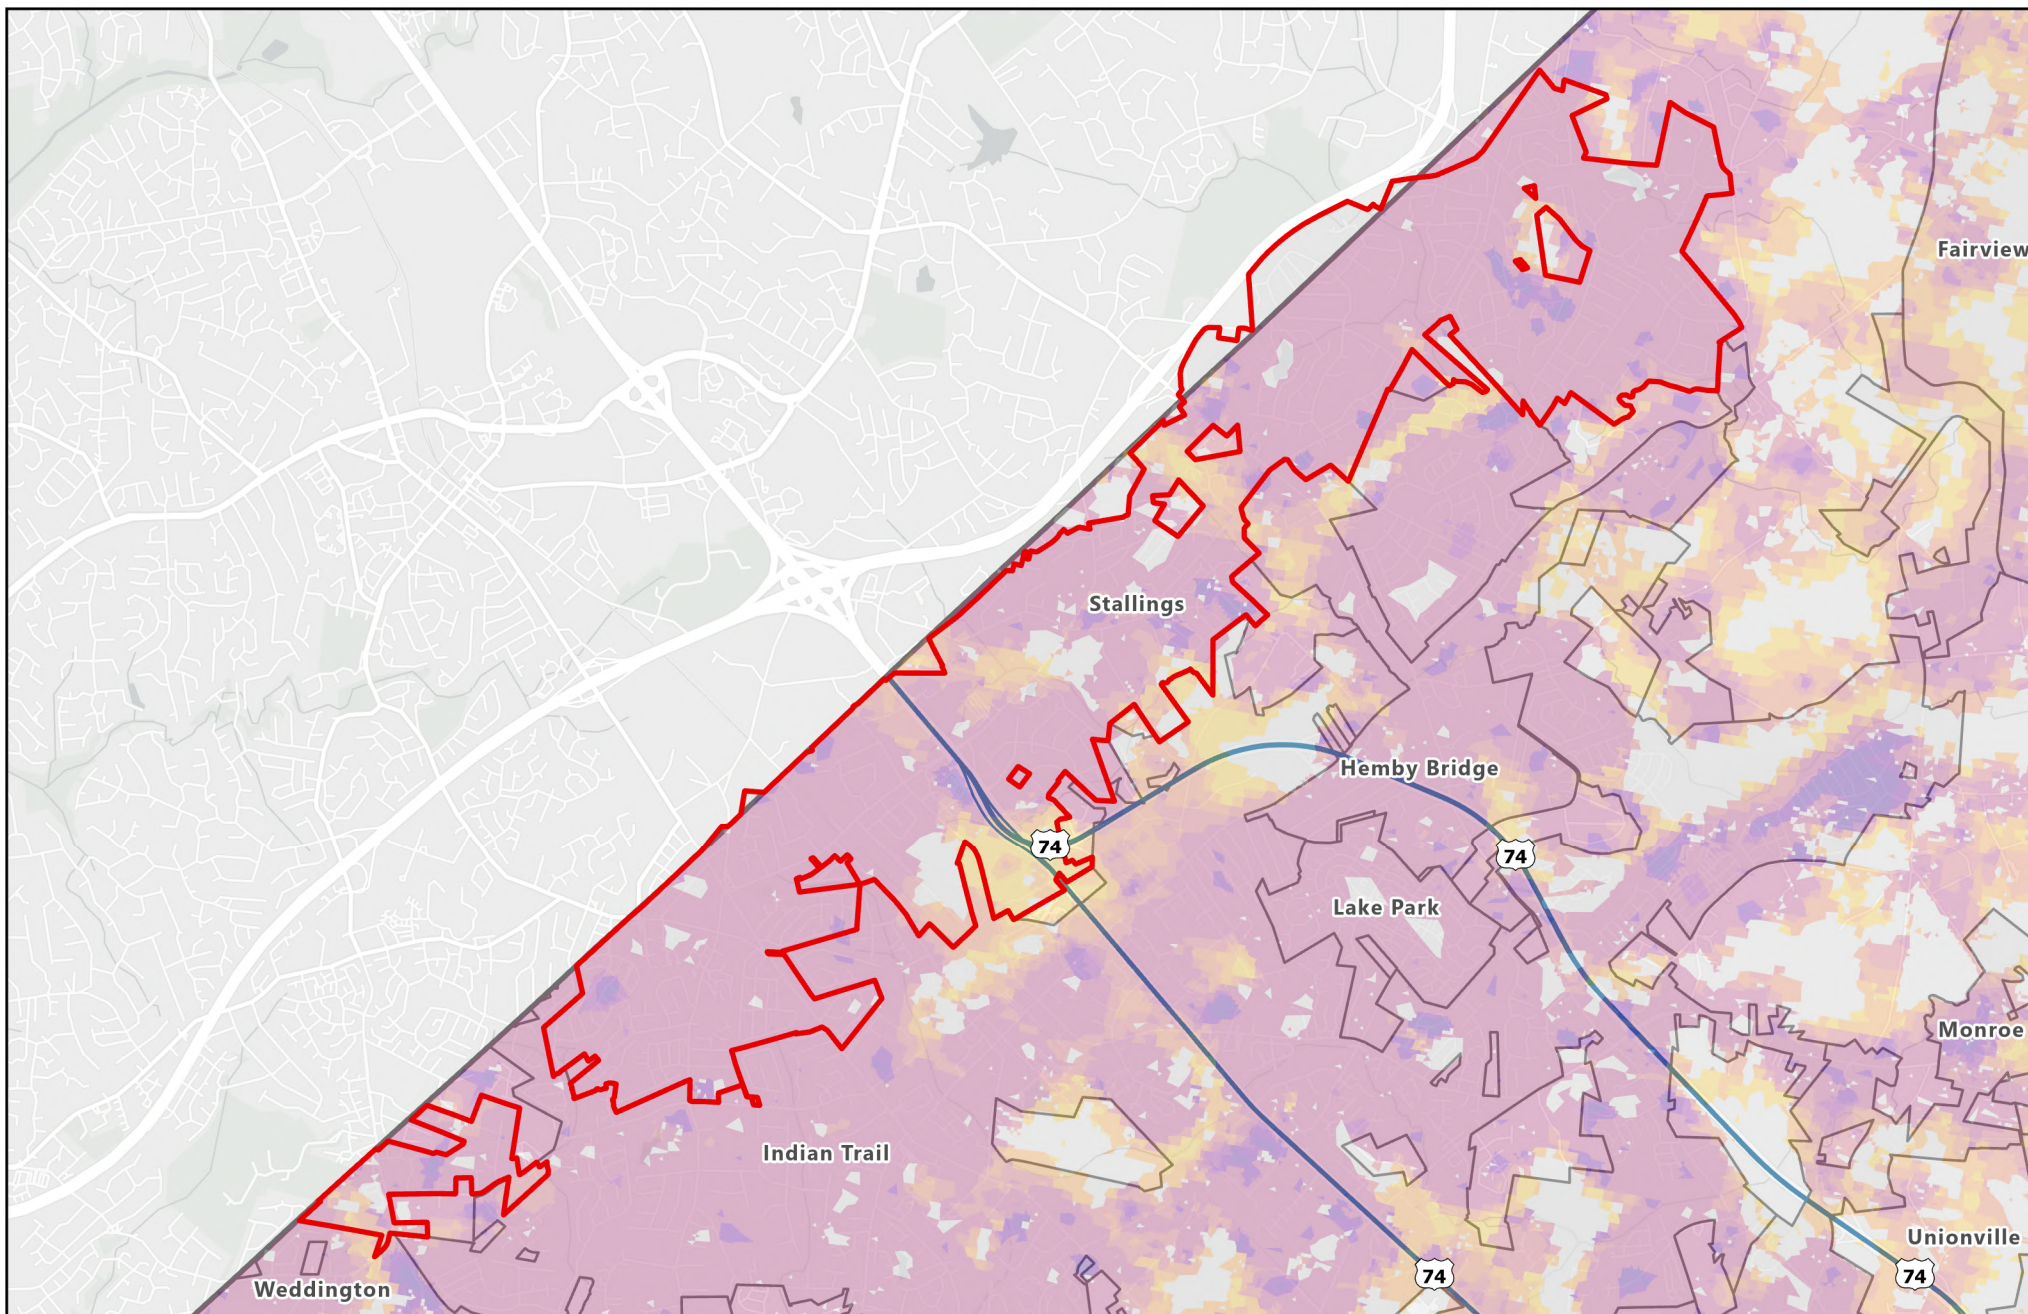 Fairview
Stallings
Hemby Bridge
74
74
Lake Park
Monroe
Indian Trail
Unionville
74
74
Weddington